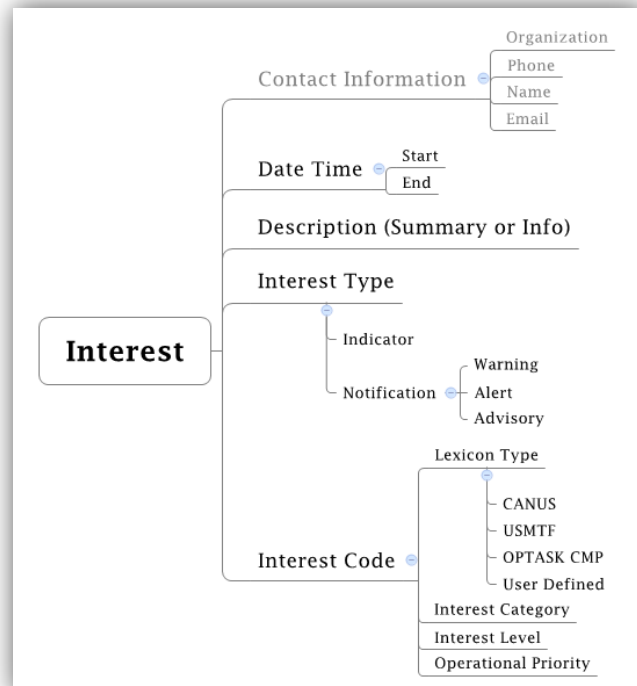 Interest
Contact Information
Organization
Phone
Name
Email
Date Time
Start
End
Description (Summary or Info)
Interest Type
Indicator
Notification
Warning
Alert
Advisory
Interest Code
Lexicon Type
CANUS
USMTF
OPTASK CMP
User Defined
Interest Category
Interest Level
Operational Priority